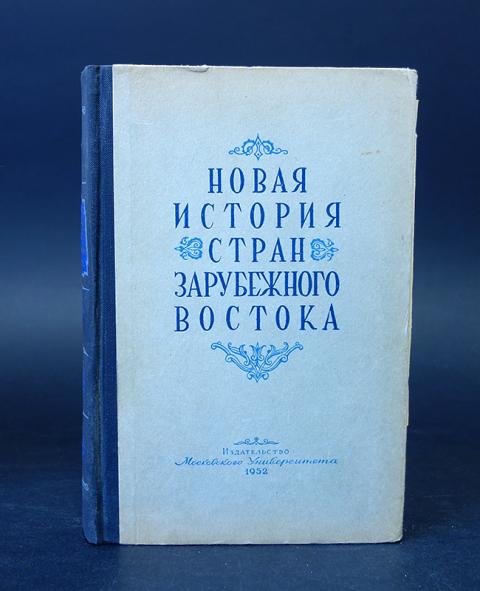 НОВАЯ
ИСТОРИЯ
СТРАН
ЗАРУБЕЖНОГО
ВОСТОКА
Издательство
Московского Университета
1952